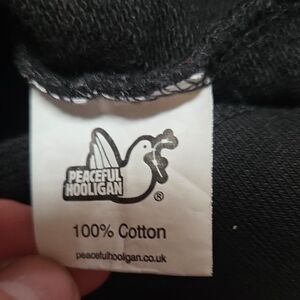 PEACEFUL
HOOLIGAN
®
100% Cotton
peacefulhooligan.co.uk